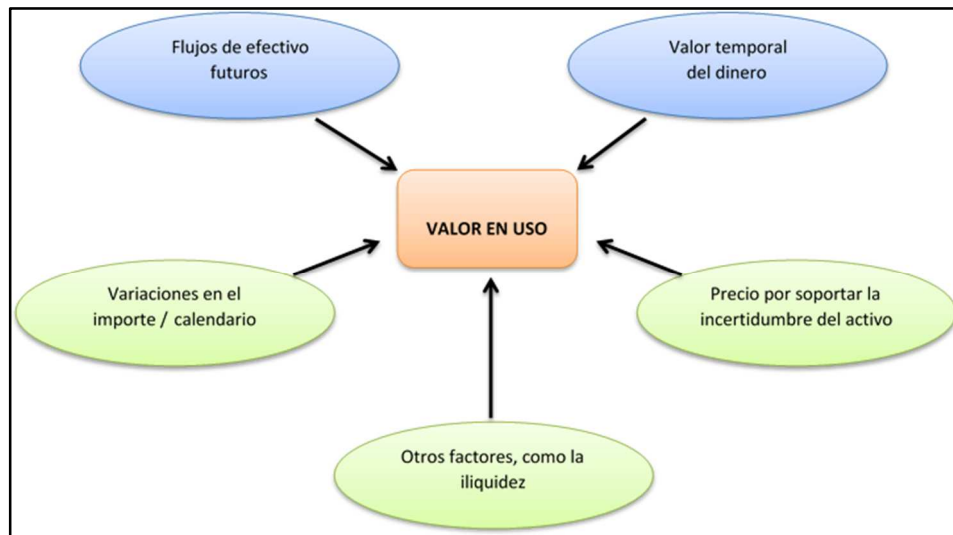 Flujos de efectivo
futuros
Valor temporal
del dinero
VALOR EN USO
Variaciones en el
importe / calendario
Precio por soportar la
incertidumbre del activo
Otros factores, como la
iliquidez